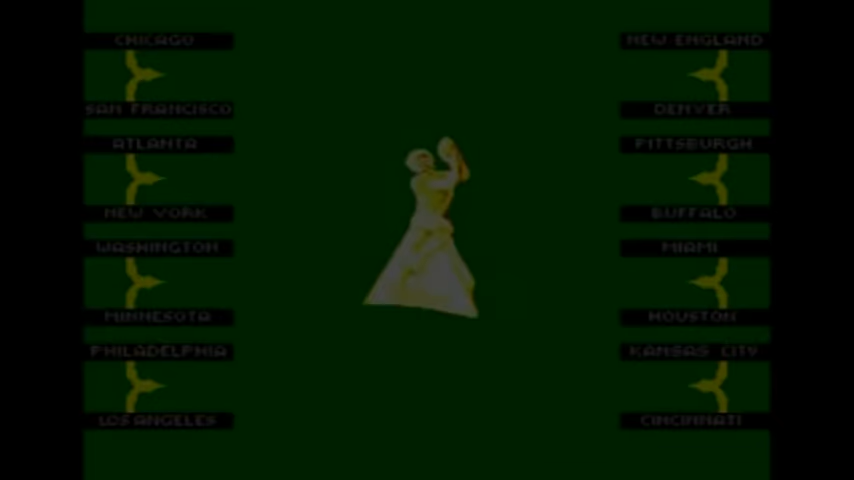 CHICAGO
SAN FRANCISCO
ATLANTA
NEW YORK
WASHINGTON
MINNESOTA
PHILADELPHIA
LOS ANGELES
NEW ENGLAND
DENVER
PITTSBURGH
BUFFALO
MIAMI
HOUSTON
KANSAS CITY
CINCINNATI